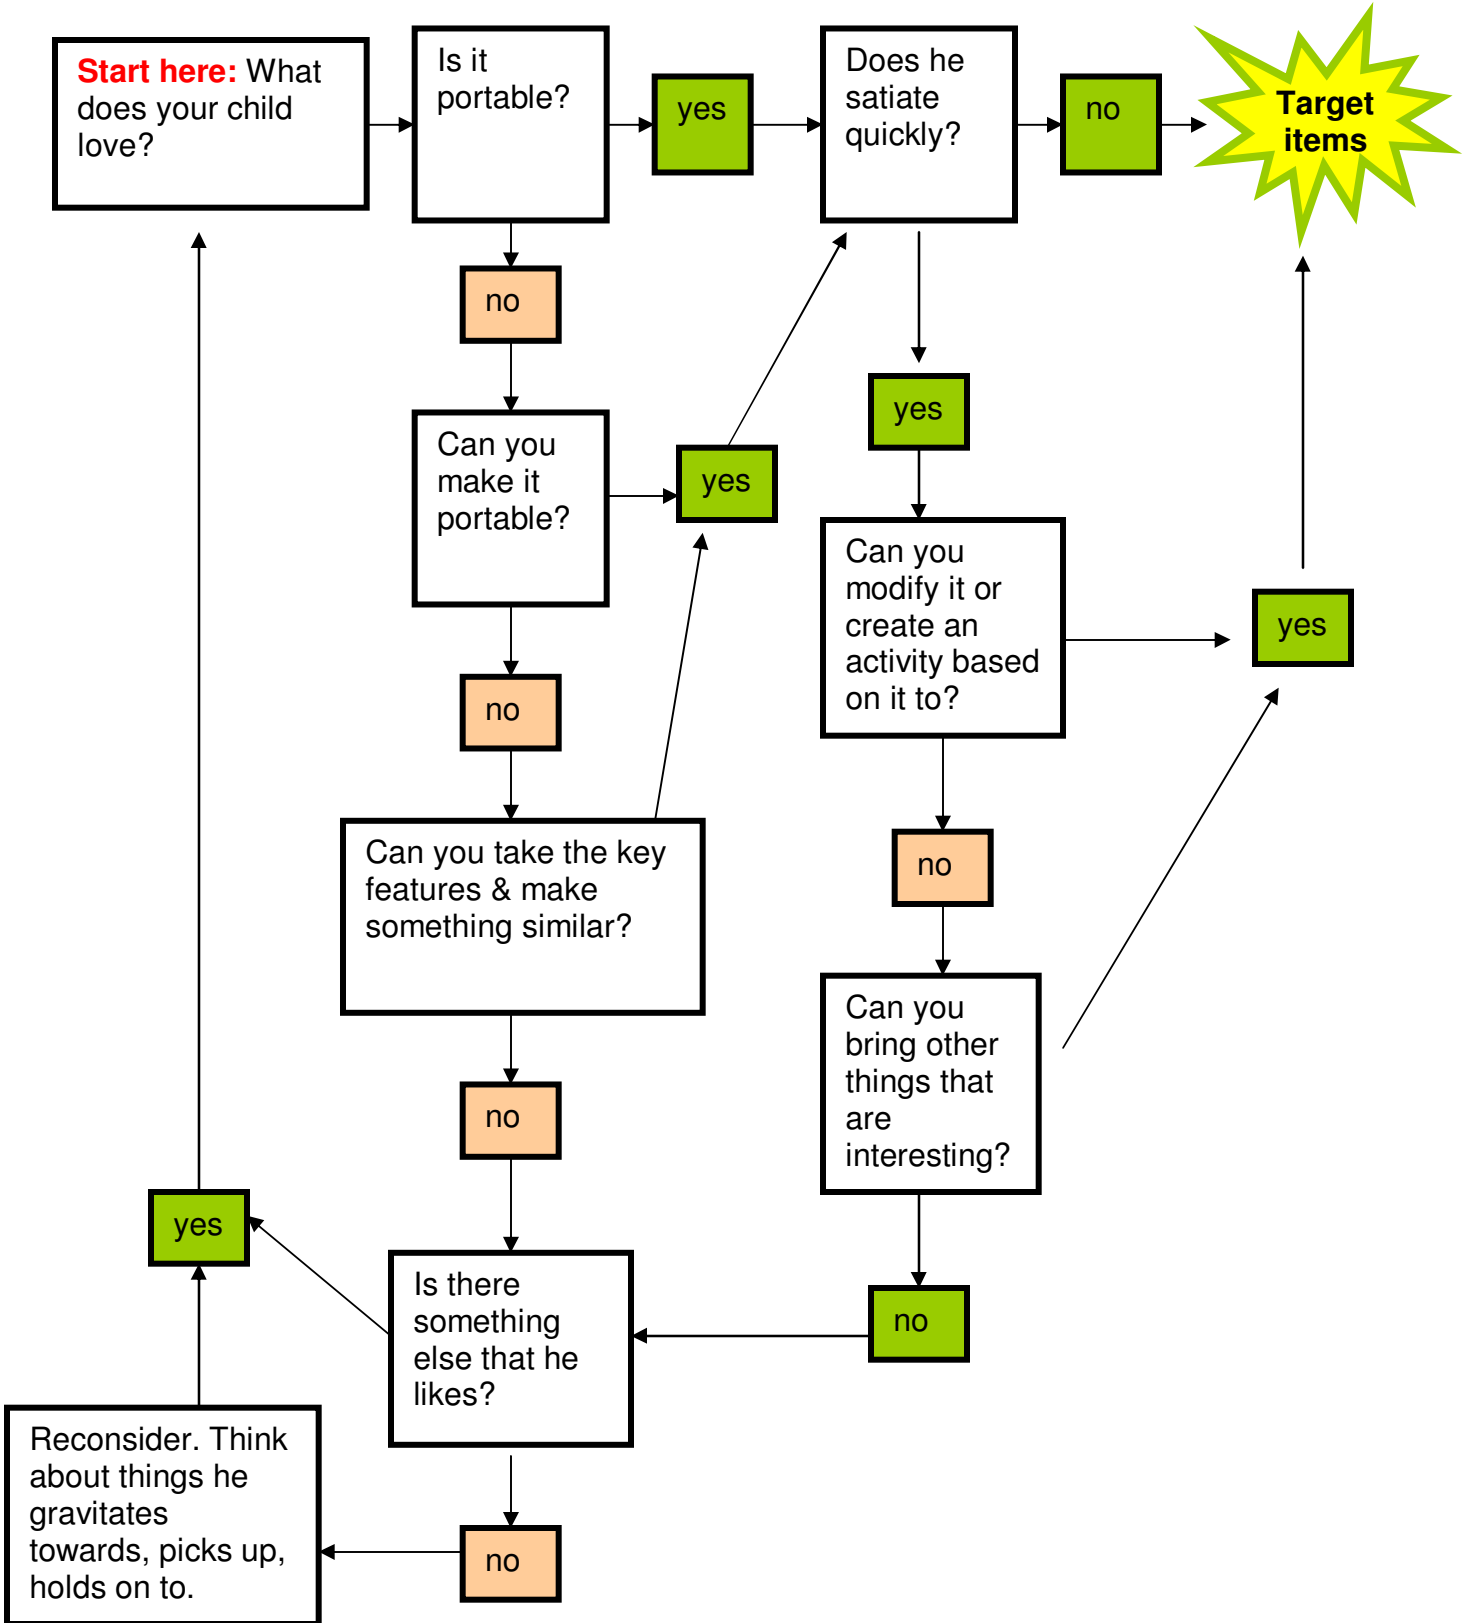 Start here: What
does your child
love?
Is it
portable?
yes
Does he
satiate
quickly?
no
Target
items
no
Can you
make it
portable?
yes
yes
Can you
modify it or
create an
activity based
on it to?
yes
no
Can you take the key
features & make
something similar?
no
Can you
bring other
things that
are
interesting?
no
yes
Is there
something
else that he
likes?
no
Reconsider. Think
about things he
gravitates
towards, picks up,
holds on to.
no